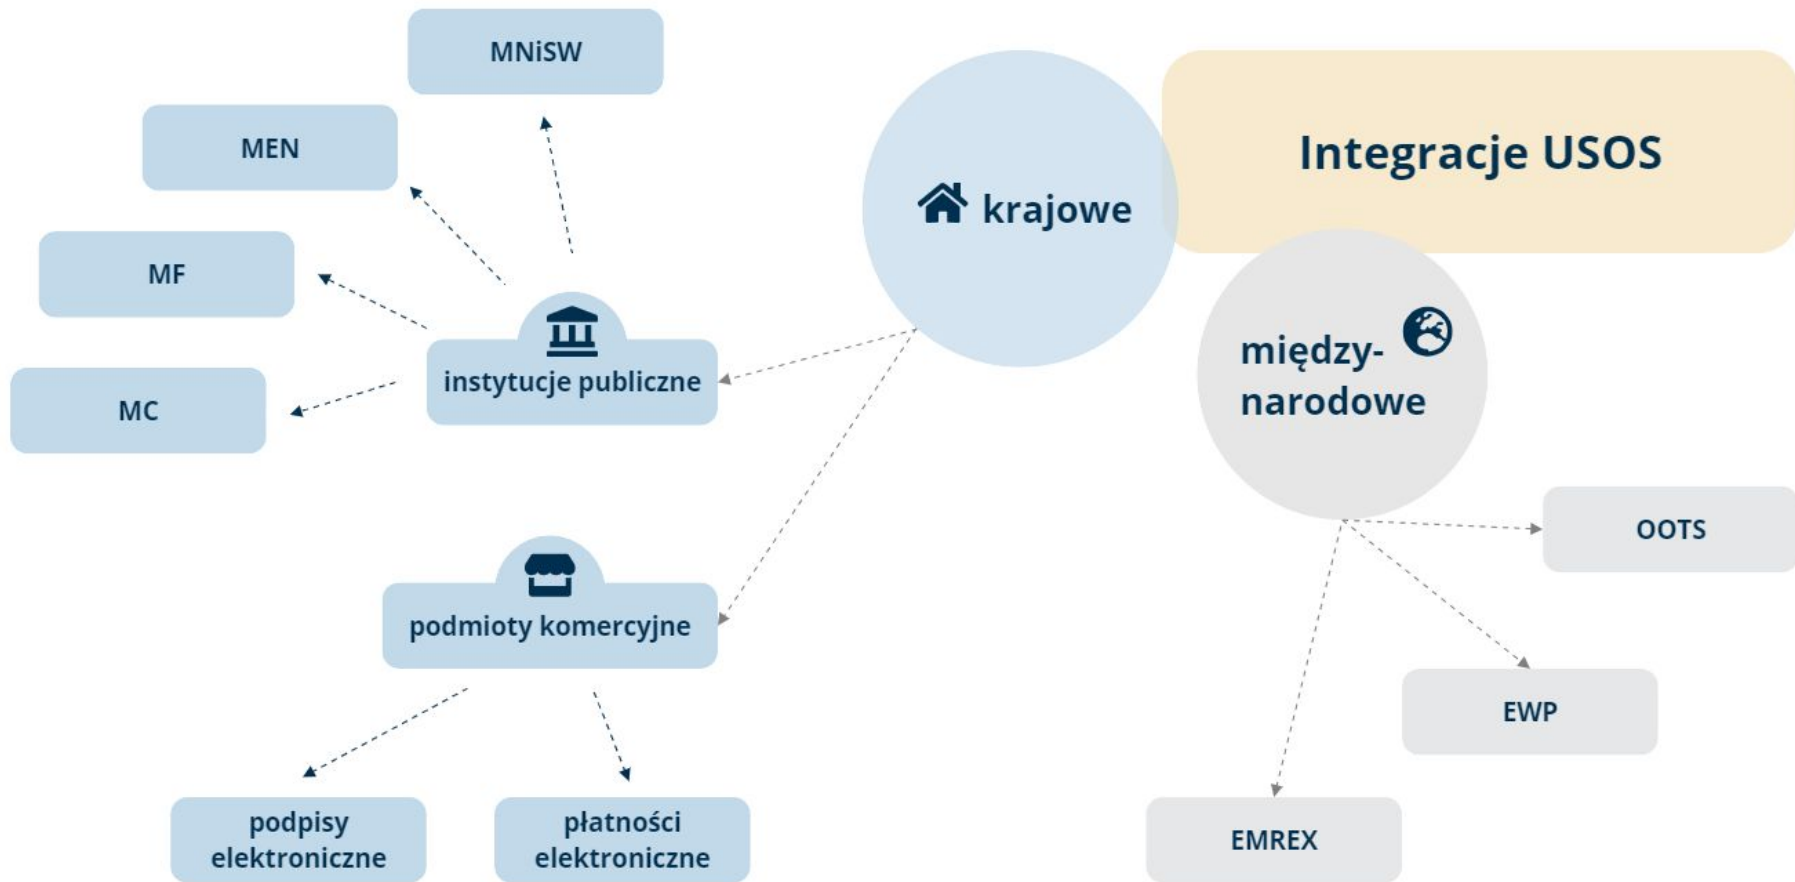 MNiSW
MEN
MF
MC
instytucje publiczne
podmioty komercyjne
podpisy
elektroniczne
płatności
elektroniczne
krajowe
Integracje USOS
między-
narodowe
OOTS
EWP
EMREX